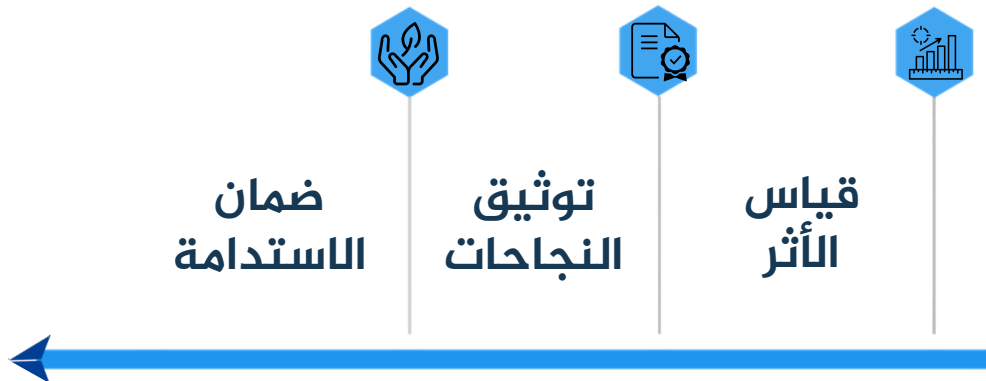 قياس
الأثر
توثيق
النجاحات
ضمان
الاستدامة